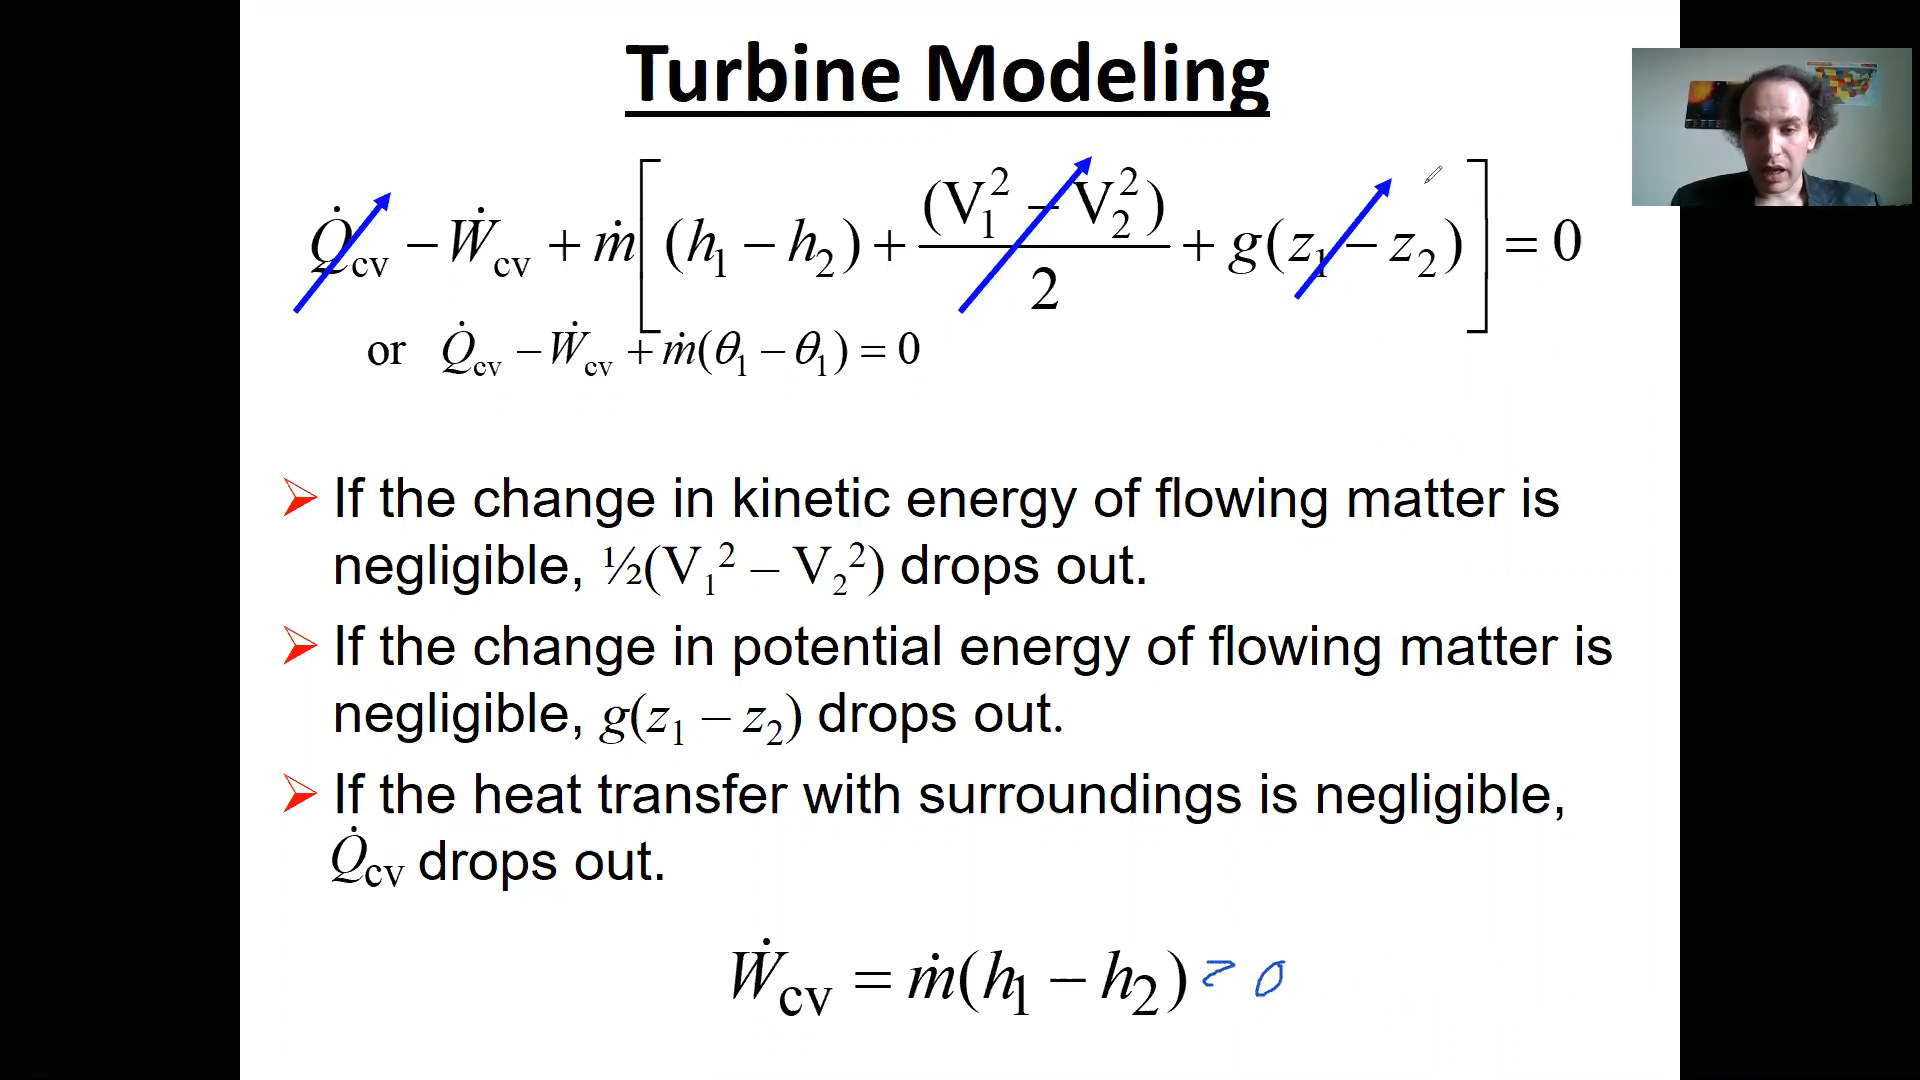 Turbine Modeling
Q̇cv − Ẇcv + ṁ[(h₁ − h₂) + (V₁² − V₂²)/2 + g(z₁ − z₂)] = 0
or Q̇cv − Ẇcv + ṁ(θ₁ − θ₁) = 0
➢ If the change in kinetic energy of flowing matter is
negligible, ½(V₁² − V₂²) drops out.
➢ If the change in potential energy of flowing matter is
negligible, g(z₁ − z₂) drops out.
➢ If the heat transfer with surroundings is negligible,
Q̇cv drops out.
Ẇcv = ṁ(h₁ − h₂) > 0